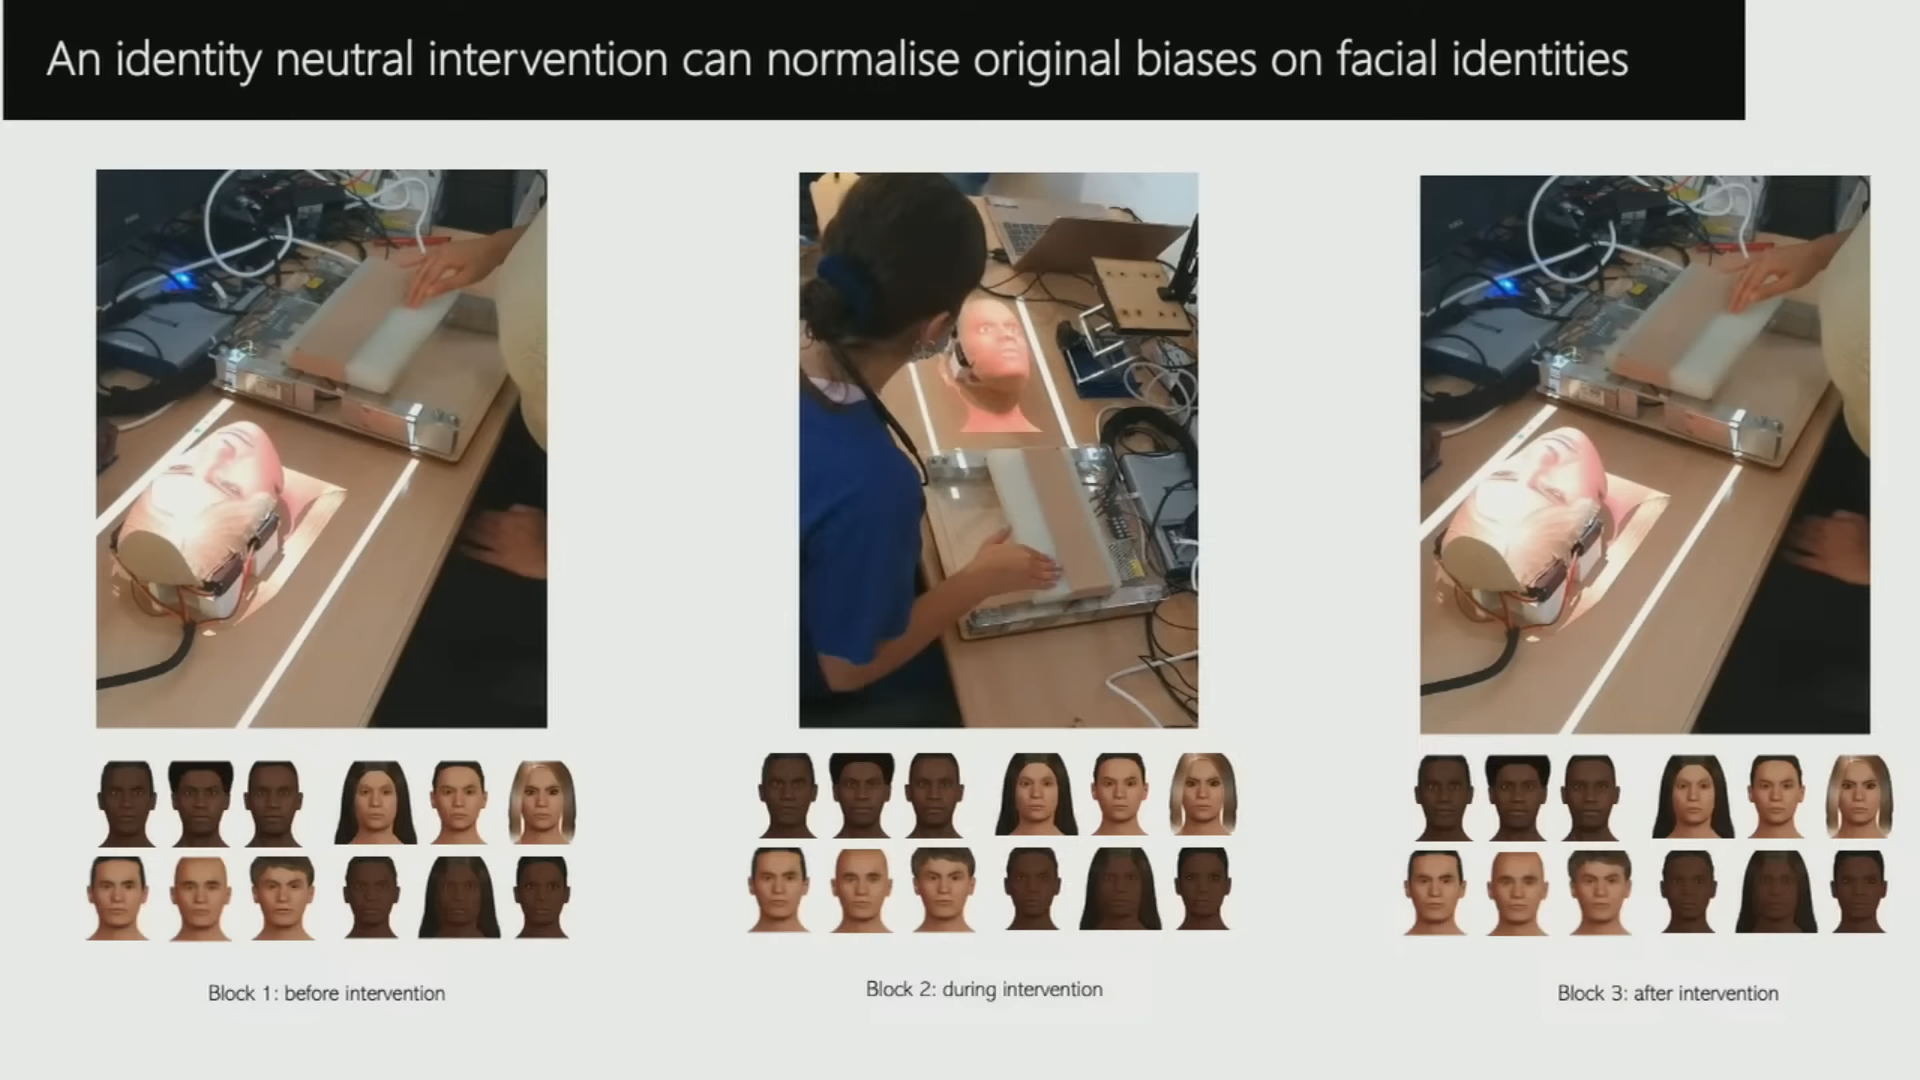 An identity neutral intervention can normalise original biases on facial identities
Block 1: before intervention
Block 2: during intervention
Block 3: after intervention